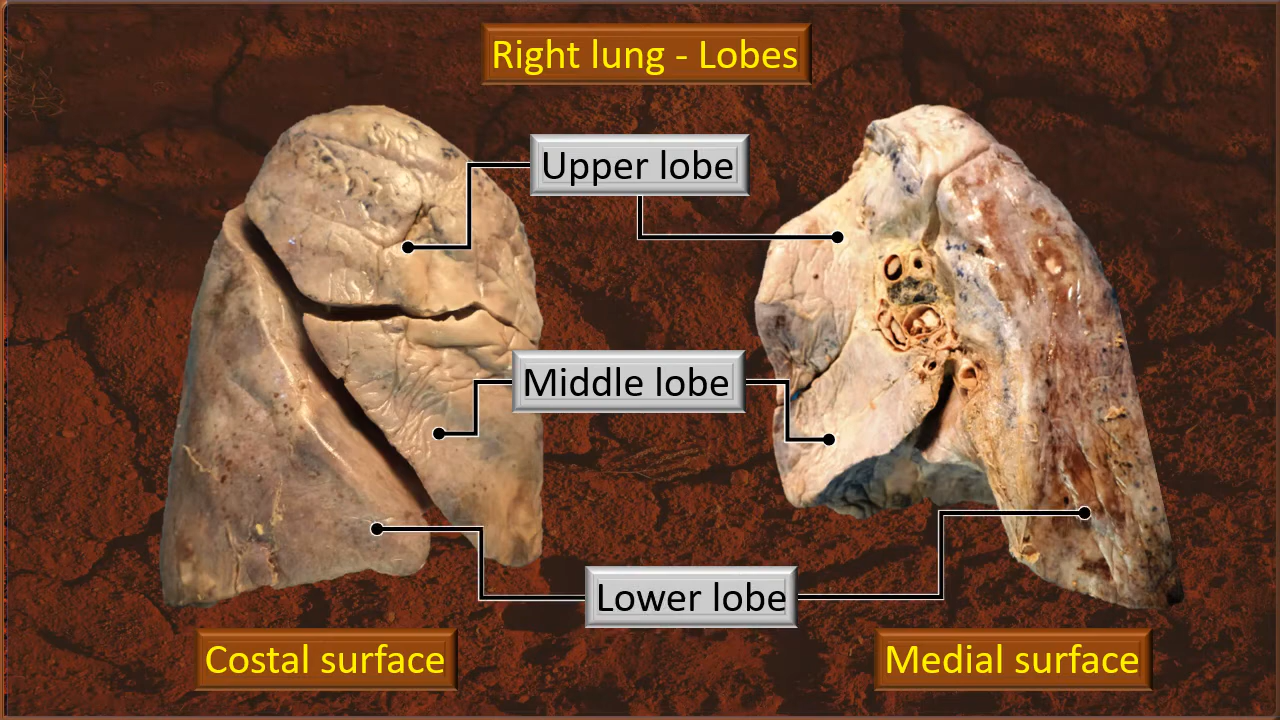 Right lung - Lobes
Upper lobe
Middle lobe
Lower lobe
Costal surface
Medial surface